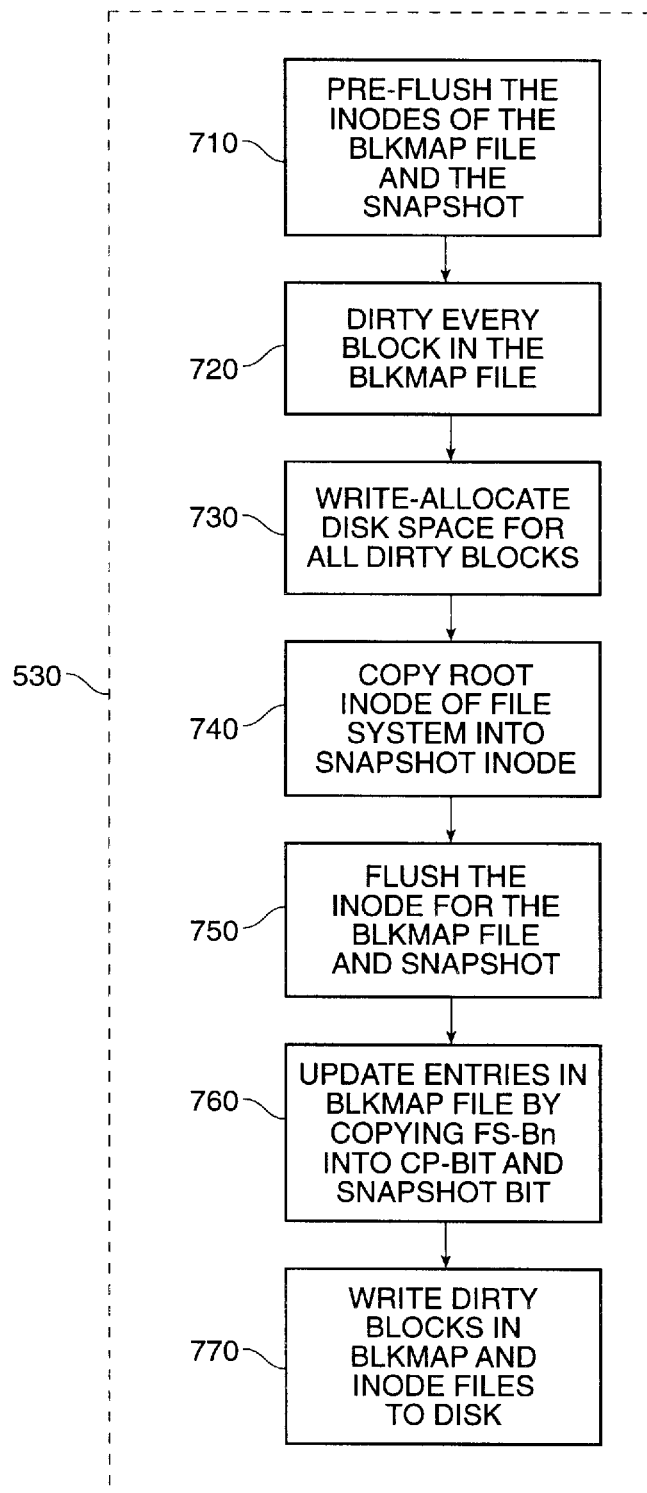 710
PRE-FLUSH THE
INODES OF THE
BLKMAP FILE
AND THE
SNAPSHOT
720
DIRTY EVERY
BLOCK IN THE
BLKMAP FILE
730
WRITE-ALLOCATE
DISK SPACE FOR
ALL DIRTY BLOCKS
530
740
COPY ROOT
INODE OF FILE
SYSTEM INTO
SNAPSHOT INODE
750
FLUSH THE
INODE FOR THE
BLKMAP FILE
AND SNAPSHOT
760
UPDATE ENTRIES IN
BLKMAP FILE BY
COPYING FS-Bn
INTO CP-BIT AND
SNAPSHOT BIT
770
WRITE DIRTY
BLOCKS IN
BLKMAP AND
INODE FILES
TO DISK